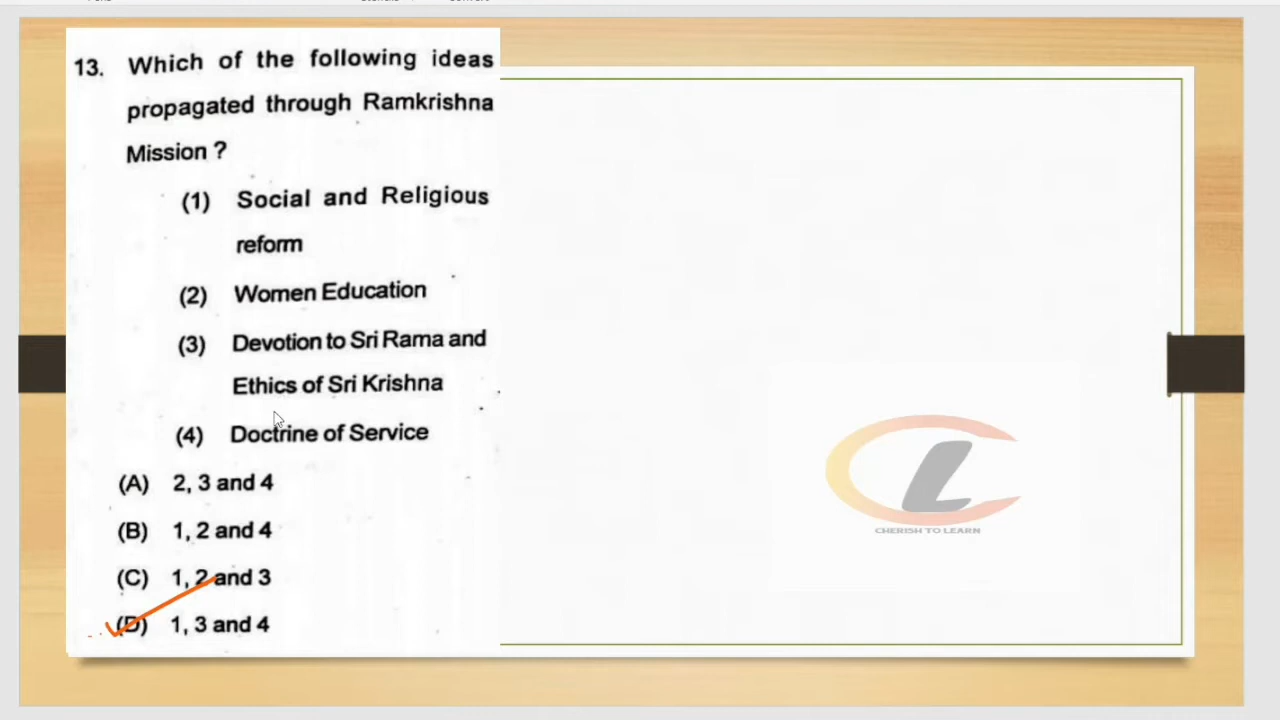 13. Which of the following ideas
propagated through Ramkrishna
Mission ?
(1) Social and Religious
reform
(2) Women Education
(3) Devotion to Sri Rama and
Ethics of Sri Krishna
(4) Doctrine of Service
(A) 2, 3 and 4
(B) 1, 2 and 4
(C) 1, 2 and 3
(D) 1, 3 and 4
CL
CHERISH TO LEARN